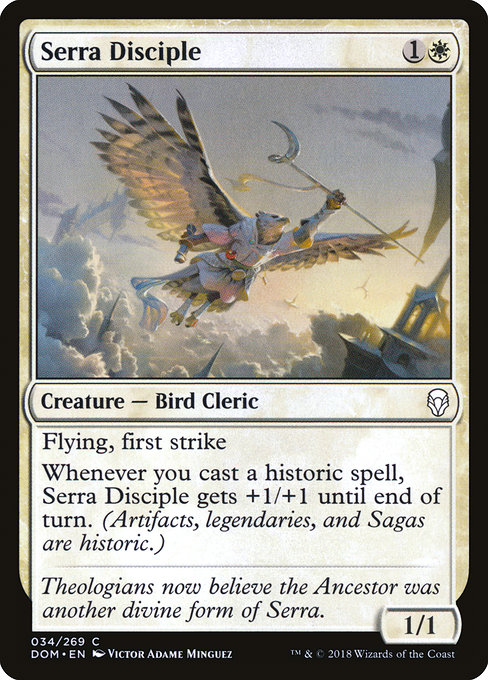 Serra Disciple 1
Creature — Bird Cleric
Flying, first strike
Whenever you cast a historic spell,
Serra Disciple gets +1/+1 until end of
turn. (Artifacts, legendaries, and Sagas
are historic.)
Theologians now believe the Ancestor was
another divine form of Serra.
1/1
034/269 C
DOM • EN Victor Adame Minguez ™ & © 2018 Wizards of the Coast